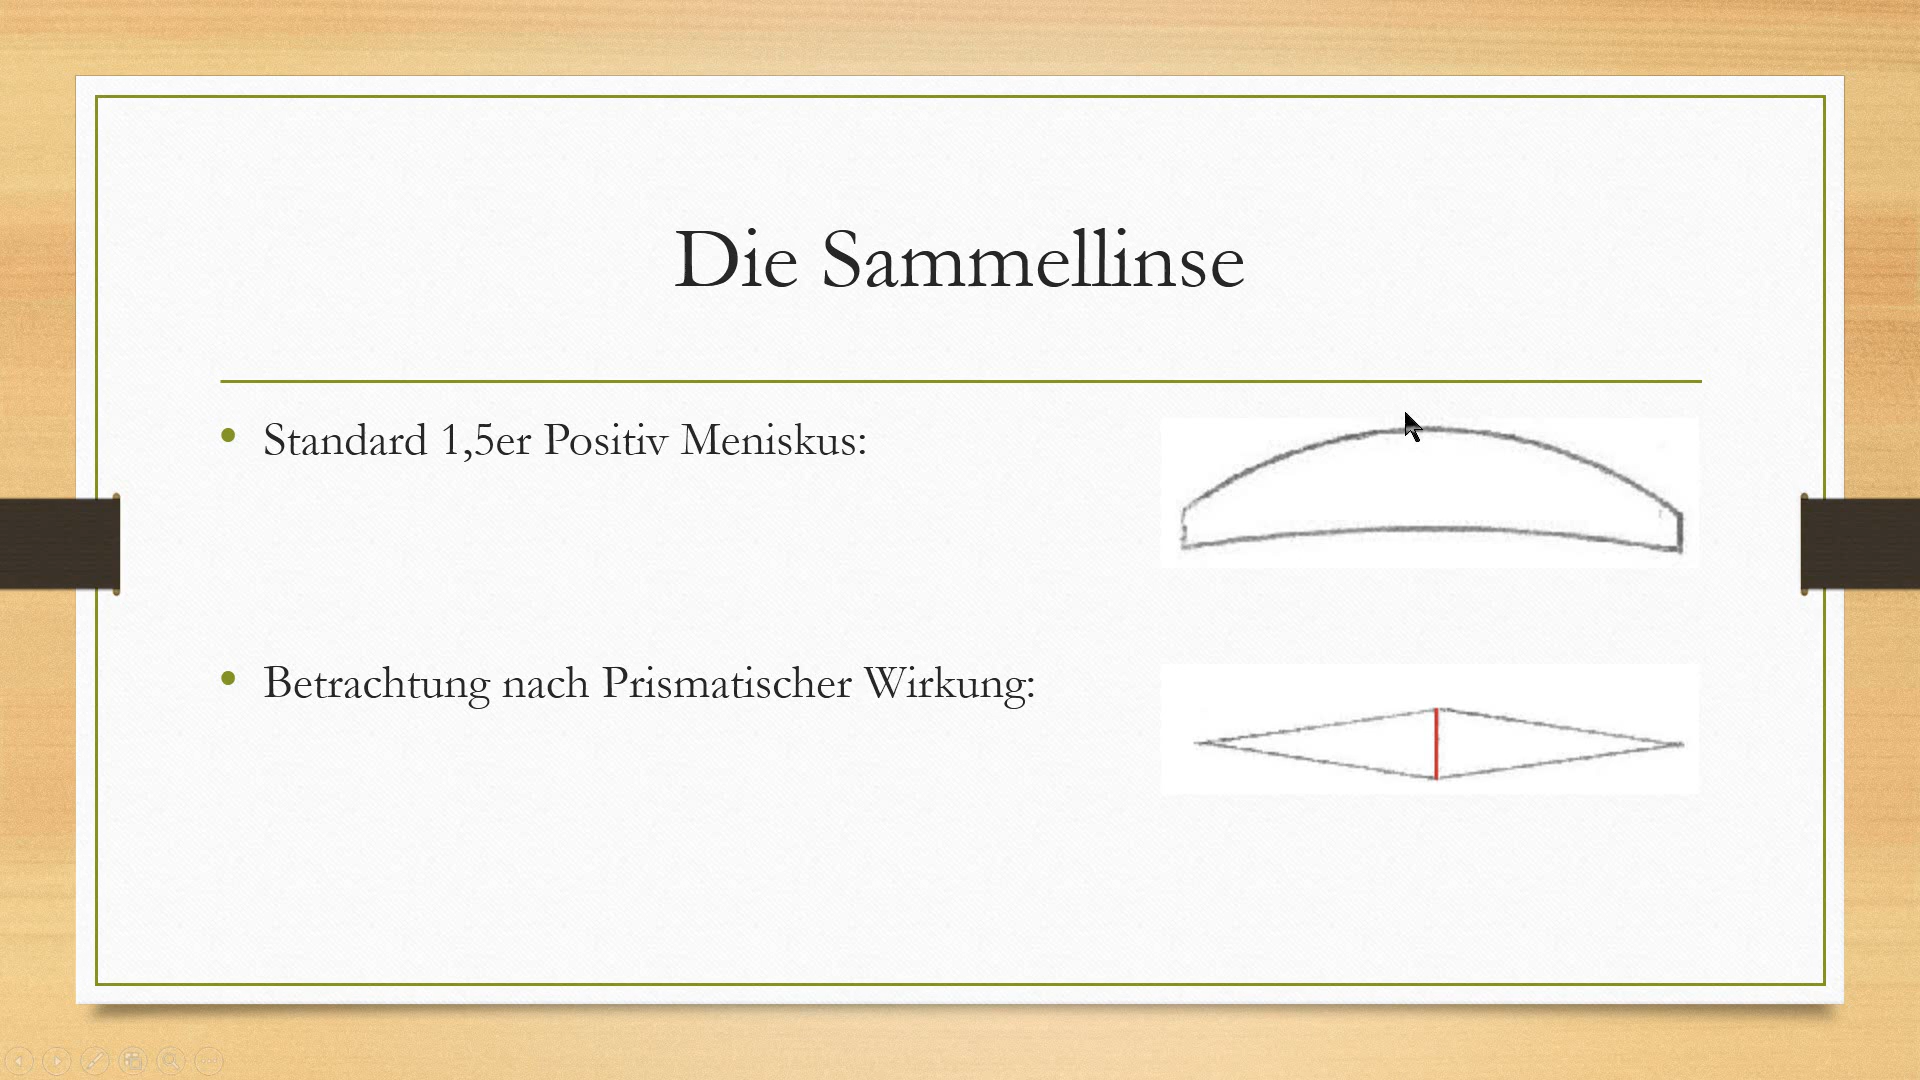 Die Sammellinse
Standard 1,5er Positiv Meniskus:
Betrachtung nach Prismatischer Wirkung: